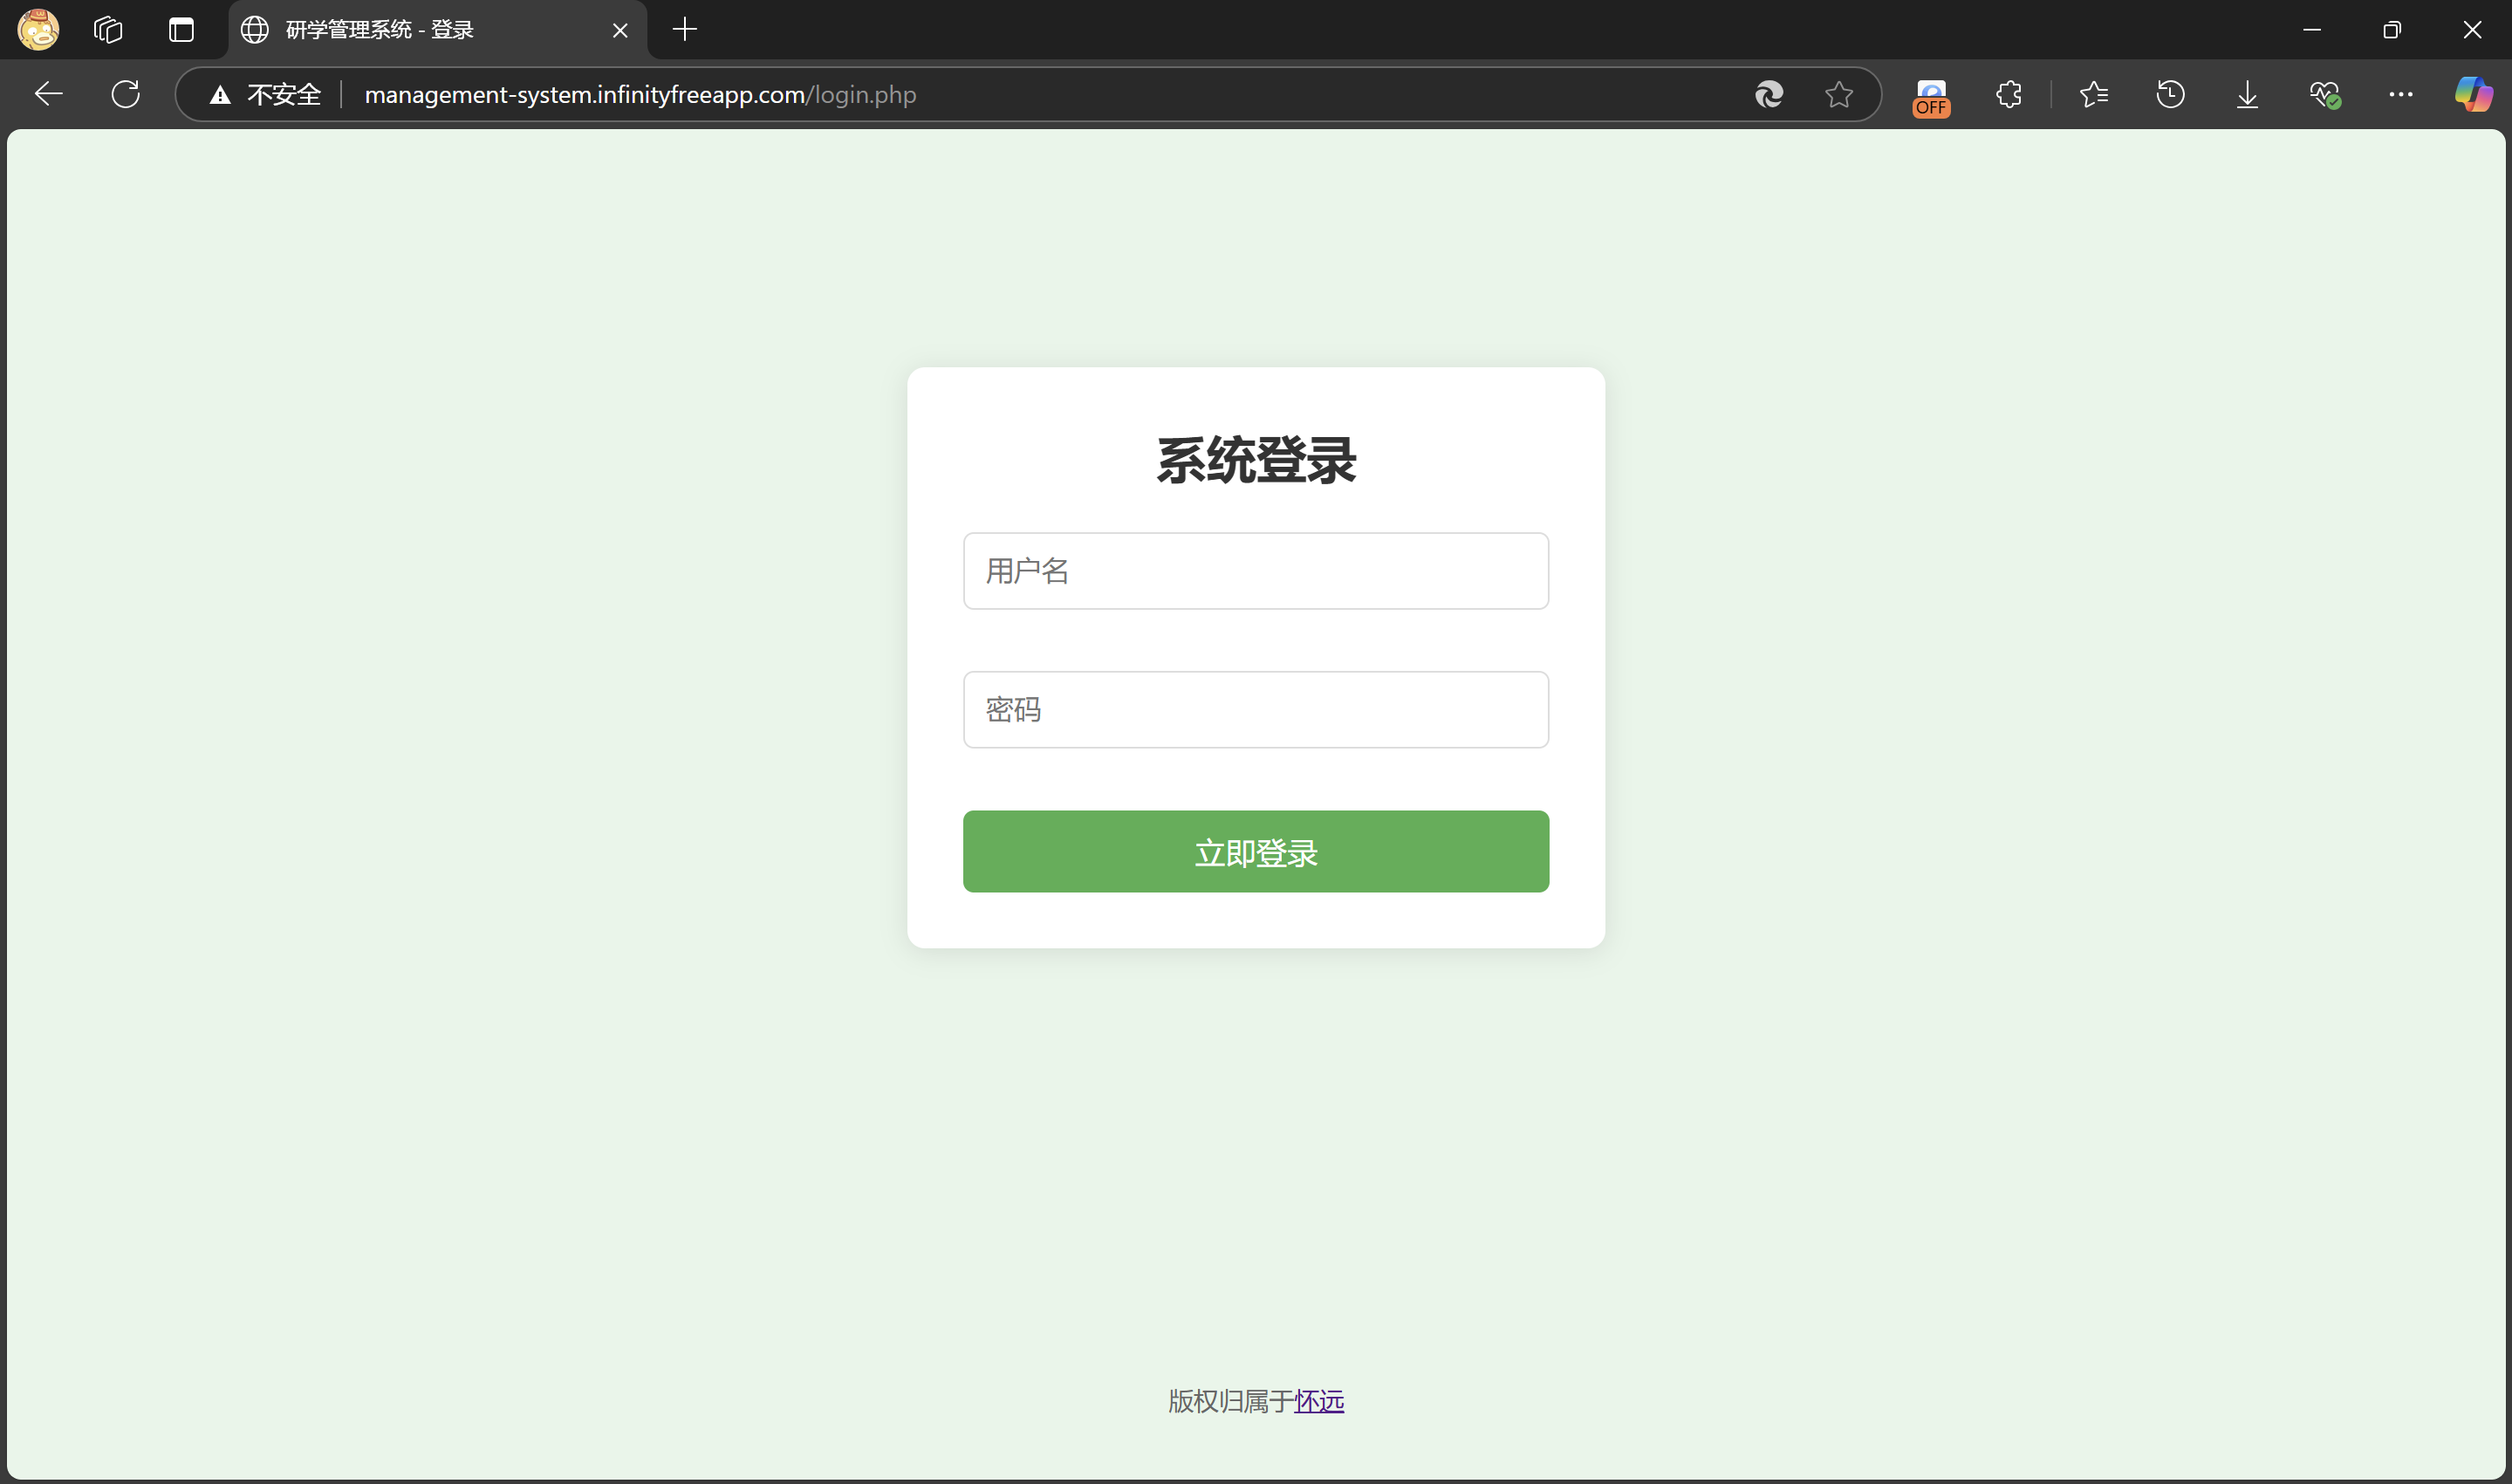 研学管理系统 - 登录
不安全
management-system.infinityfreeapp.com/login.php
OFF
系统登录
用户名
密码
立即登录
版权归属于怀远